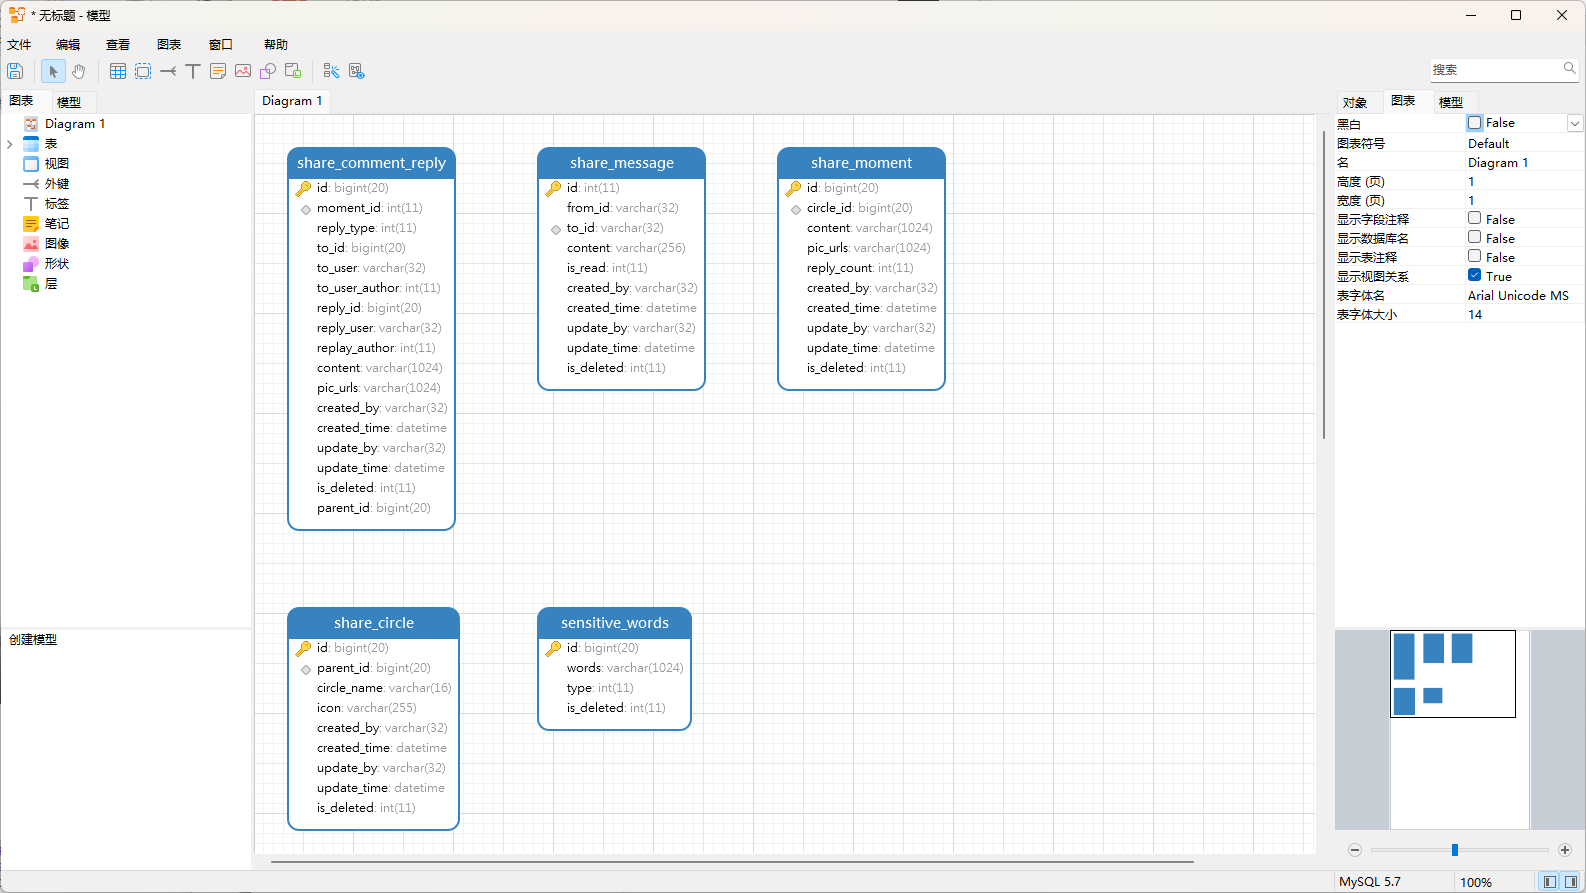 * 无标题 - 模型
文件 编辑 查看 图表 窗口 帮助
搜索
图表 模型
Diagram 1
表
视图
外键
标签
笔记
图像
形状
层
创建模型
Diagram 1
share_comment_reply
id: bigint(20)
moment_id: int(11)
reply_type: int(11)
to_id: bigint(20)
to_user: varchar(32)
to_user_author: int(11)
reply_id: bigint(20)
reply_user: varchar(32)
replay_author: int(11)
content: varchar(1024)
pic_urls: varchar(1024)
created_by: varchar(32)
created_time: datetime
update_by: varchar(32)
update_time: datetime
is_deleted: int(11)
parent_id: bigint(20)
share_message
id: int(11)
from_id: varchar(32)
to_id: varchar(32)
content: varchar(256)
is_read: int(11)
created_by: varchar(32)
created_time: datetime
update_by: varchar(32)
update_time: datetime
is_deleted: int(11)
share_moment
id: bigint(20)
circle_id: bigint(20)
content: varchar(1024)
pic_urls: varchar(1024)
reply_count: int(11)
created_by: varchar(32)
created_time: datetime
update_by: varchar(32)
update_time: datetime
is_deleted: int(11)
share_circle
id: bigint(20)
parent_id: bigint(20)
circle_name: varchar(16)
icon: varchar(255)
created_by: varchar(32)
created_time: datetime
update_by: varchar(32)
update_time: datetime
is_deleted: int(11)
sensitive_words
id: bigint(20)
words: varchar(1024)
type: int(11)
is_deleted: int(11)
对象 图表 模型
黑白 False
图表符号 Default
名 Diagram 1
高度 (页) 1
宽度 (页) 1
显示字段注释 False
显示数据库名 False
显示表注释 False
显示视图关系 True
表字体名 Arial Unicode MS
表字体大小 14
MySQL 5.7 100%